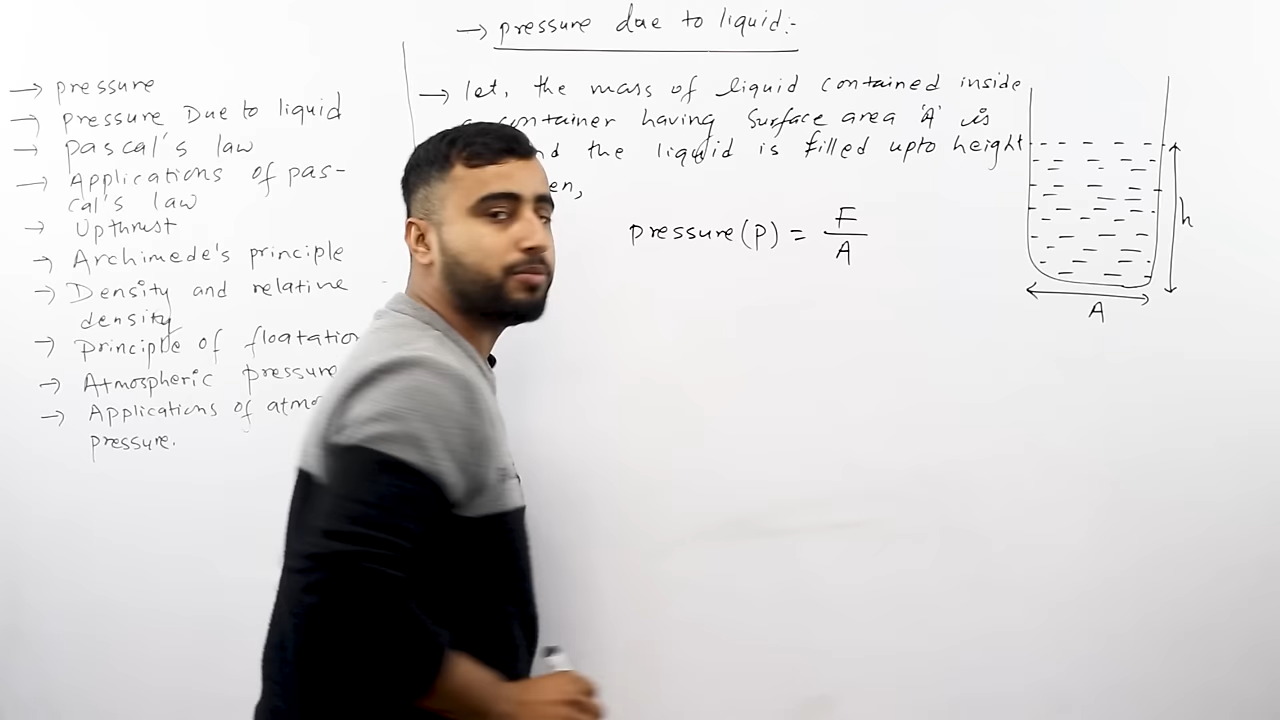 → pressure due to liquid:-
→ pressure
→ pressure Due to liquid
→ pascal's law
→ Applications of pas-
cal's law
→ Upthrust
→ Archimede's principle
→ Density and relative
density
→ principle of floatation
→ Atmospheric pressure
→ Applications of
pressure.
→ let, the mass of liquid contained inside
container having surface area 'A' is
the liquid is filled upto height
pressure(p) = F/A
h
A